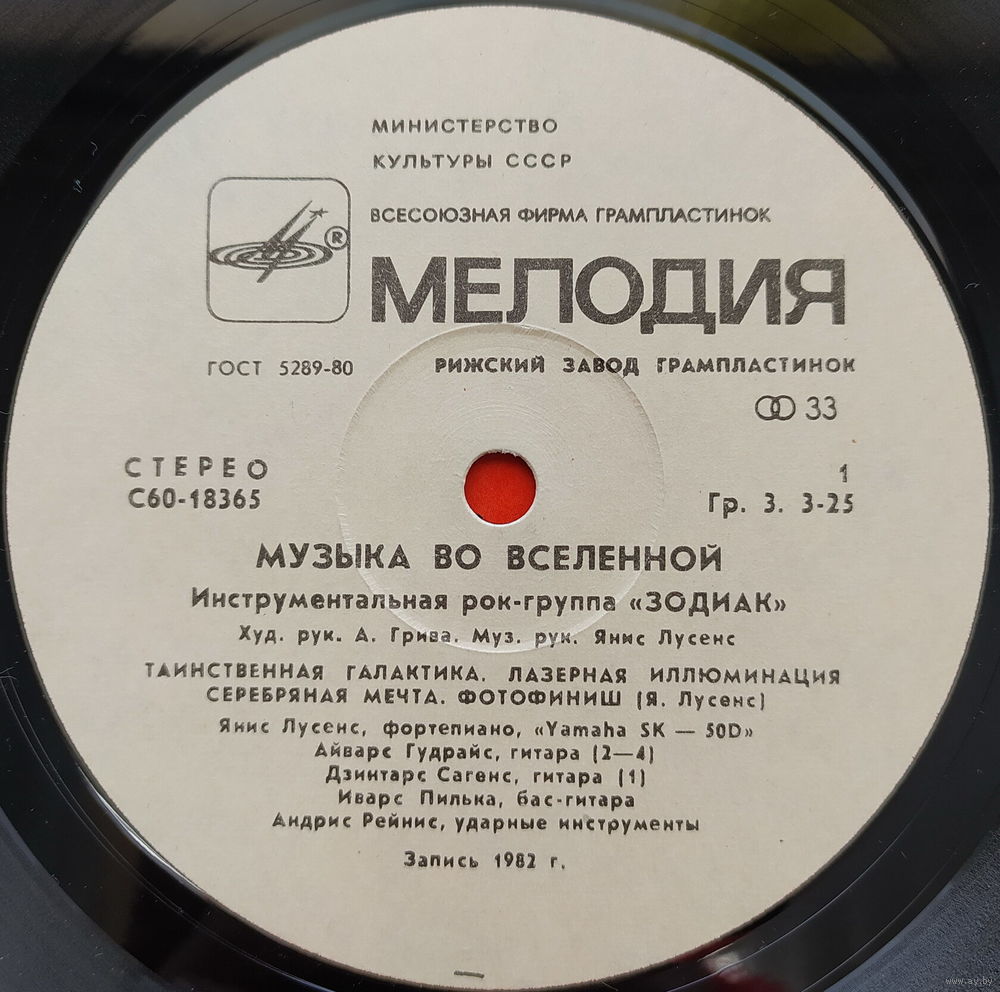 МИНИСТЕРСТВО
КУЛЬТУРЫ СССР
ВСЕСОЮЗНАЯ ФИРМА ГРАМПЛАСТИНОК
®
МЕЛОДИЯ
ГОСТ 5289-80
РИЖСКИЙ ЗАВОД ГРАМПЛАСТИНОК
33
СТЕРЕО
1
С60-18365
Гр. 3. 3-25
МУЗЫКА ВО ВСЕЛЕННОЙ
Инструментальная рок-группа «ЗОДИАК»
Худ. рук. А. Грива. Муз. рук. Янис Лусенс
ТАИНСТВЕННАЯ ГАЛАКТИКА. ЛАЗЕРНАЯ ИЛЛЮМИНАЦИЯ
СЕРЕБРЯНАЯ МЕЧТА. ФОТОФИНИШ (Я. Лусенс)
Янис Лусенс, фортепиано, «Yamaha SK — 50D»
Айварс Гудрайс, гитара (2—4)
Дзинтарс Сагенс, гитара (1)
Иварс Пилька, бас-гитара
Андрис Рейнис, ударные инструменты
Запись 1982 г.
www.ay.by